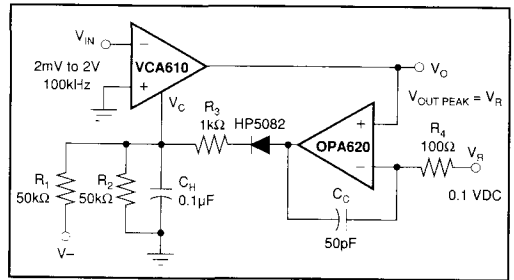 V_IN
2mV to 2V
100kHz
−
VCA610
+
V_C
R_3
1kΩ
HP5082
V_O
V_OUT PEAK = V_R
+
OPA620
−
R_4
100Ω
V_R
0.1 VDC
R_1
50kΩ
R_2
50kΩ
C_H
0.1µF
C_C
50pF
V−